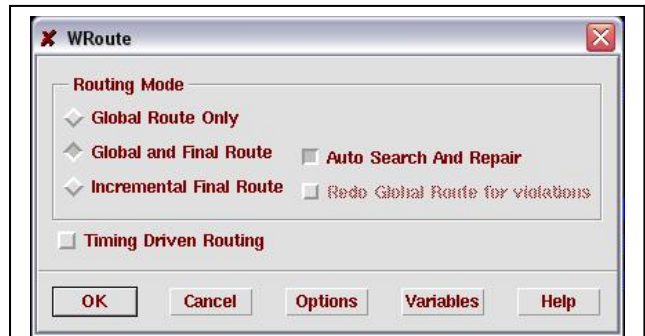 WRoute
Routing Mode
Global Route Only
Global and Final Route
Auto Search And Repair
Incremental Final Route
Redo Global Route for violations
Timing Driven Routing
OK Cancel Options Variables Help